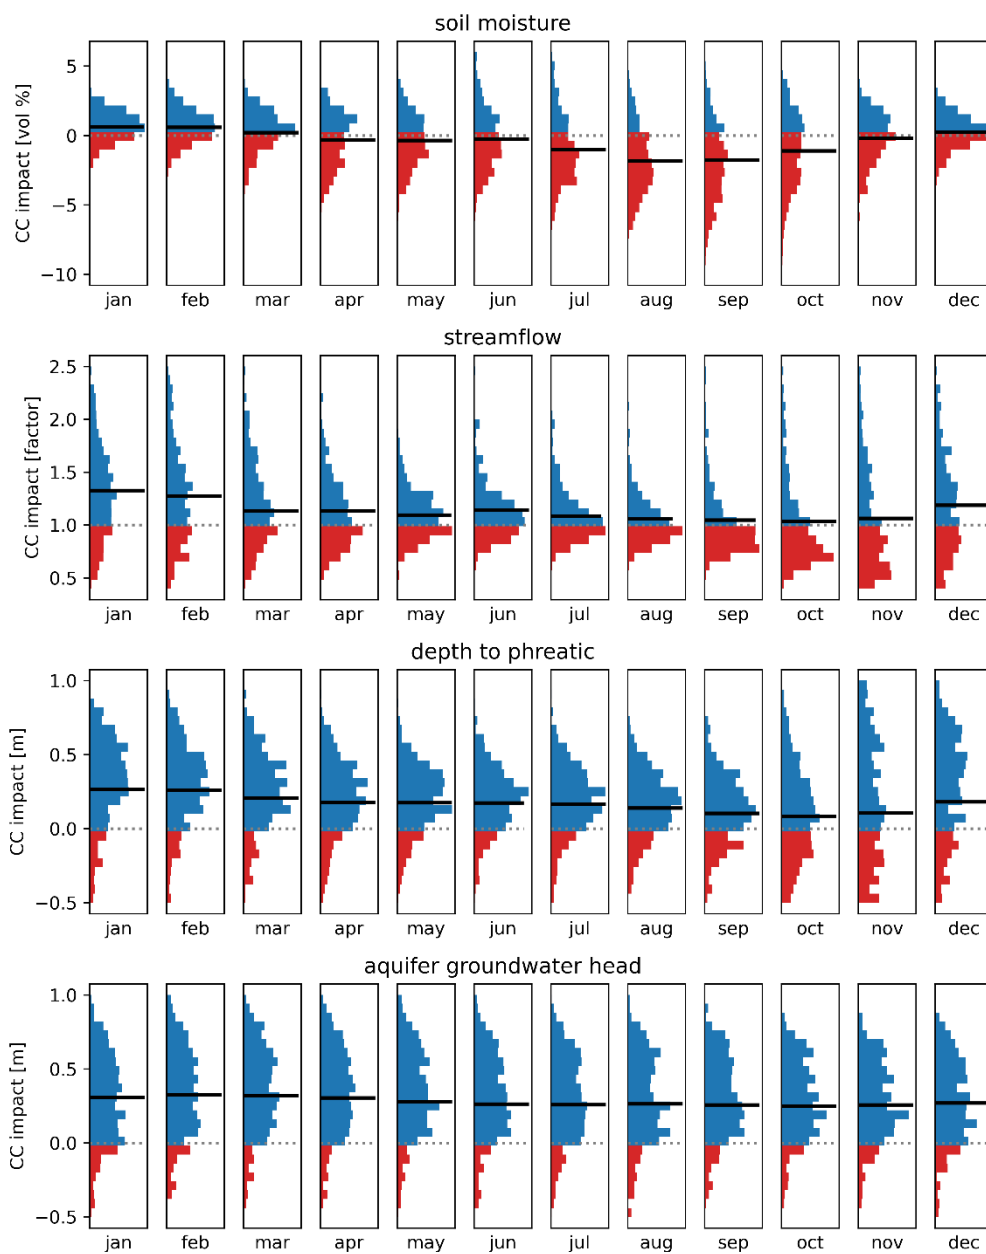 soil moisture
CC impact [vol %]
5
0
−5
−10
jan feb mar apr may jun jul aug sep oct nov dec
streamflow
CC impact [factor]
2.5
2.0
1.5
1.0
0.5
jan feb mar apr may jun jul aug sep oct nov dec
depth to phreatic
CC impact [m]
1.0
0.5
0.0
−0.5
jan feb mar apr may jun jul aug sep oct nov dec
aquifer groundwater head
CC impact [m]
1.0
0.5
0.0
−0.5
jan feb mar apr may jun jul aug sep oct nov dec